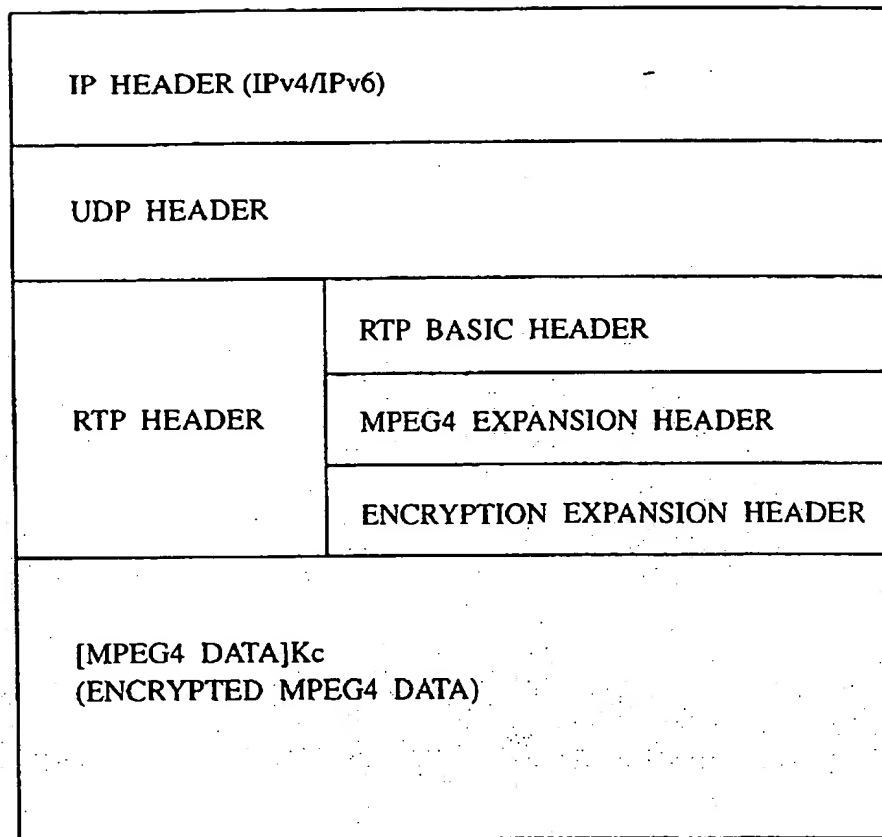 IP HEADER (IPv4/IPv6)
UDP HEADER
RTP HEADER
RTP BASIC HEADER
MPEG4 EXPANSION HEADER
ENCRYPTION EXPANSION HEADER
[MPEG4 DATA]Kc
(ENCRYPTED MPEG4 DATA)